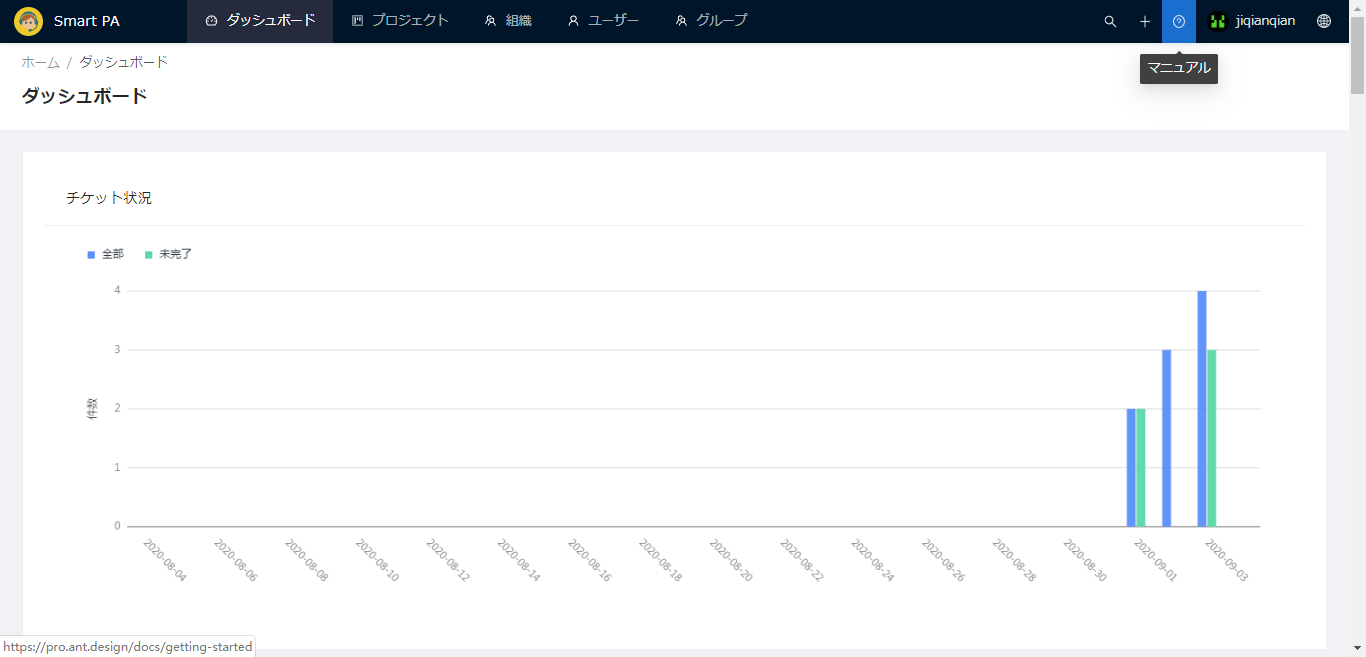 Smart PA ダッシュボード プロジェクト 組織 ユーザー グループ jiqianqian
ホーム / ダッシュボード
マニュアル
ダッシュボード
チケット状況
全部 未完了
4
3
件数
2
1
0
2020-08-04 2020-08-06 2020-08-08 2020-08-10 2020-08-12 2020-08-14 2020-08-16 2020-08-18 2020-08-20 2020-08-22 2020-08-24 2020-08-26 2020-08-28 2020-08-30 2020-09-01 2020-09-03
https://pro.ant.design/docs/getting-started